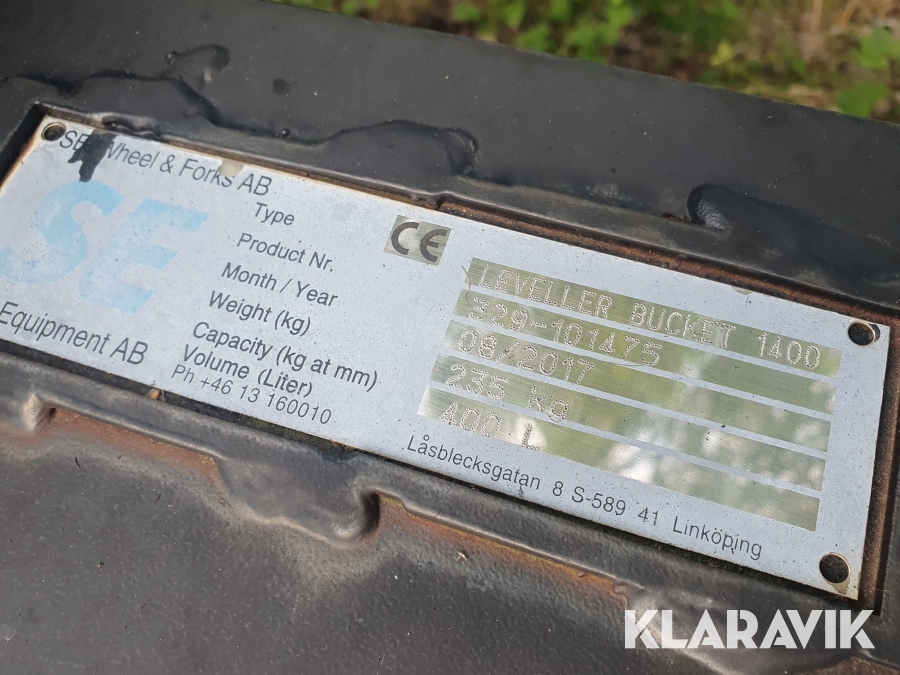 SE Wheel & Forks AB
SE
Equipment AB
Type
Product Nr.
Month / Year
Weight (kg)
Capacity (kg at mm)
Volume (Liter)
Ph +46 13 160010
CE
LEVELLER BUCKET 1400
329-101475
08/2017
235 kg
400 L
Låsblecksgatan 8 S-589 41 Linköping
KLARAVIK